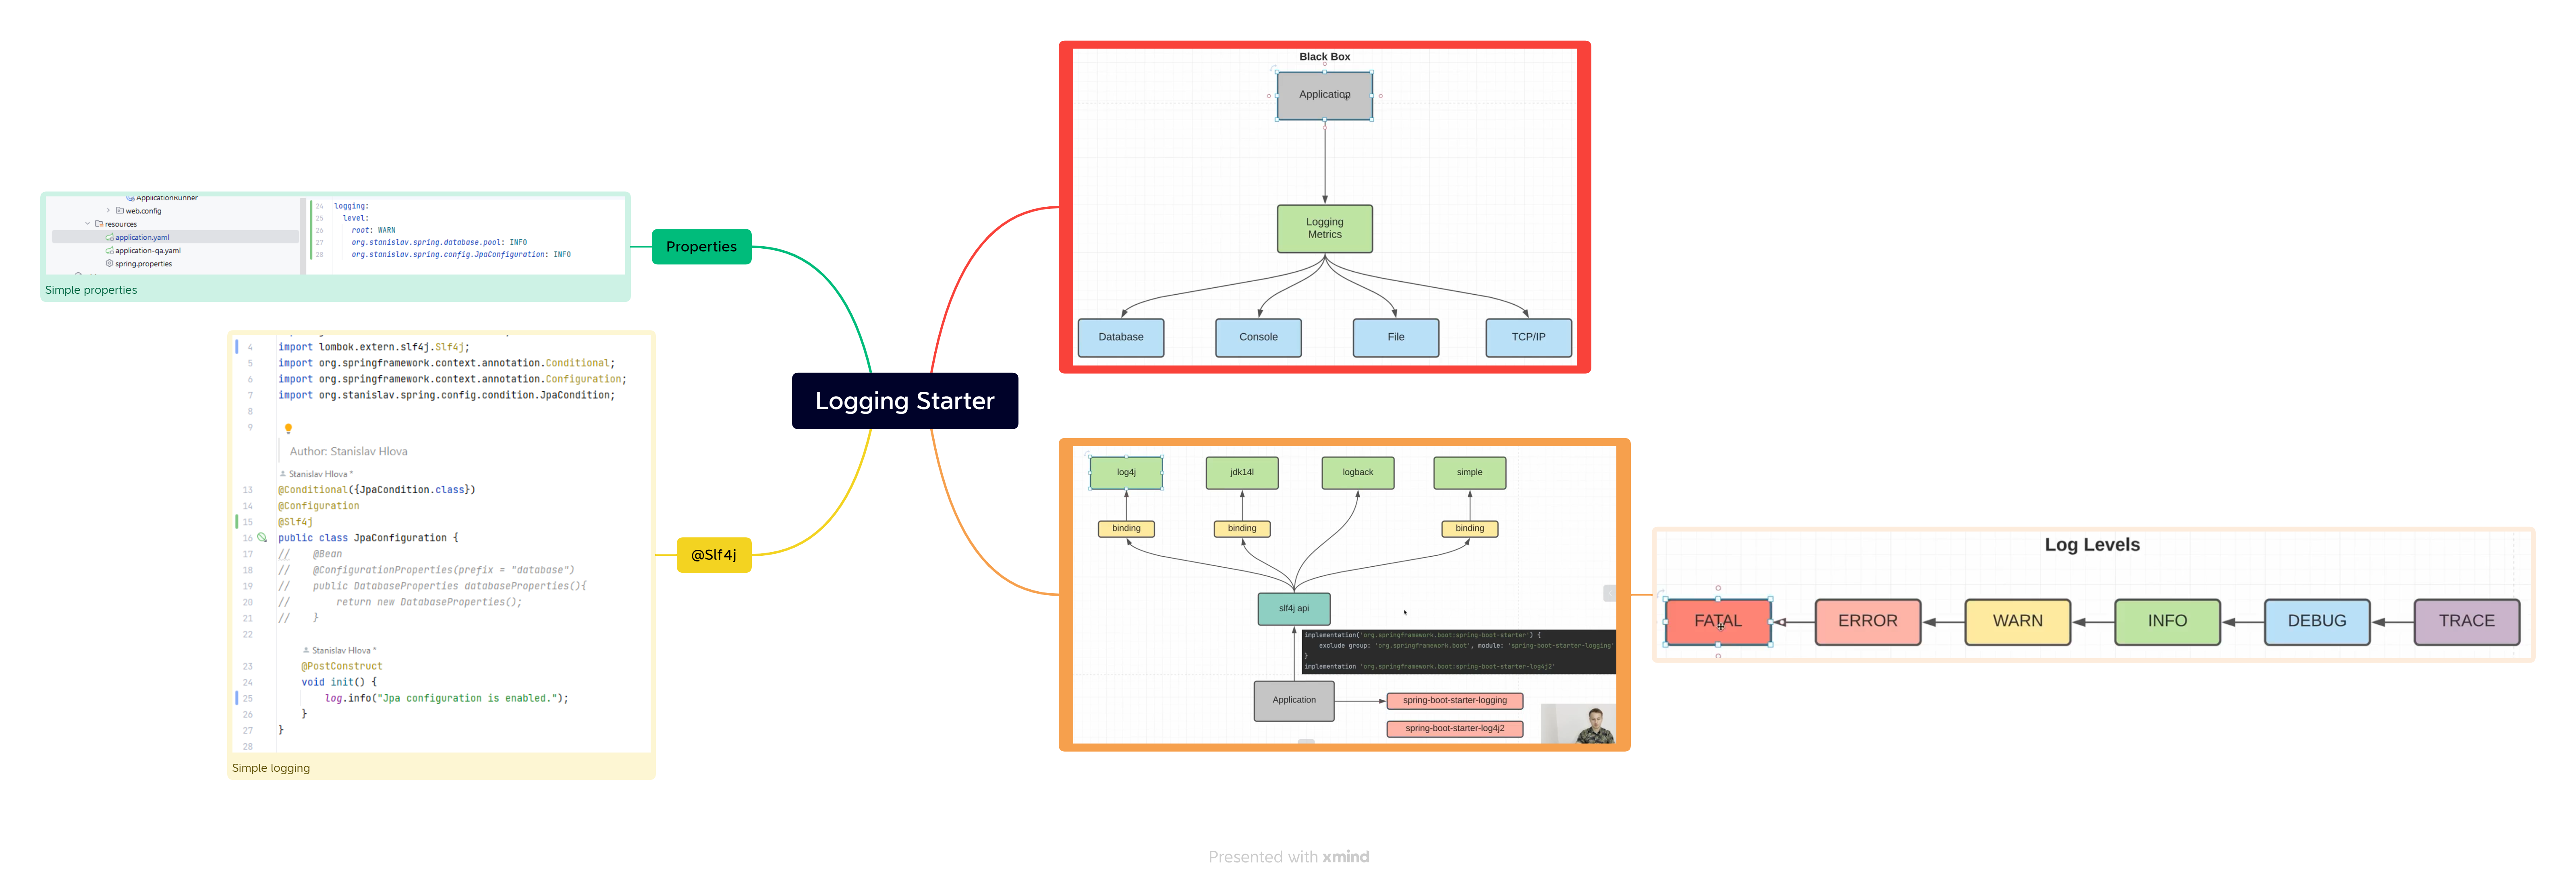 Black Box
Application
Logging
Metrics
Database
Console
File
TCP/IP
ApplicationRunner
web.config
resources
application.yaml
application-qa.yaml
spring.properties
24 logging:
25 level:
26 root: WARN
27 org.stanislav.spring.database.pool: INFO
28 org.stanislav.spring.config.JpaConfiguration: INFO
Simple properties
Properties
Logging Starter
4 import lombok.extern.slf4j.Slf4j;
5 import org.springframework.context.annotation.Conditional;
6 import org.springframework.context.annotation.Configuration;
7 import org.stanislav.spring.config.condition.JpaCondition;
8
9
Author: Stanislav Hlova
Stanislav Hlova *
13 @Conditional({JpaCondition.class})
14 @Configuration
15 @Slf4j
16 public class JpaConfiguration {
17 // @Bean
18 // @ConfigurationProperties(prefix = "database")
19 // public DatabaseProperties databaseProperties(){
20 // return new DatabaseProperties();
21 // }
22
Stanislav Hlova *
23 @PostConstruct
24 void init() {
25 log.info("Jpa configuration is enabled.");
26 }
27 }
28
Simple logging
@Slf4j
log4j
jdk14l
logback
simple
binding
binding
binding
slf4j api
implementation('org.springframework.boot:spring-boot-starter') {
exclude group: 'org.springframework.boot', module: 'spring-boot-starter-logging'
}
implementation 'org.springframework.boot:spring-boot-starter-log4j2'
Application
spring-boot-starter-logging
spring-boot-starter-log4j2
Log Levels
FATAL
ERROR
WARN
INFO
DEBUG
TRACE
Presented with xmind